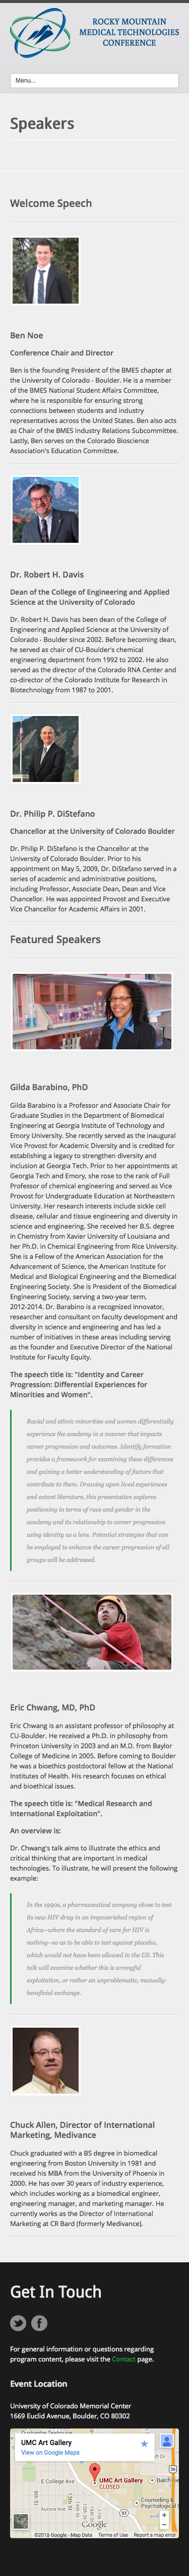 ROCKY MOUNTAIN
MEDICAL TECHNOLOGIES
CONFERENCE
Menu...
Speakers
Welcome Speech
Ben Noe
Conference Chair and Director
Ben is the founding President of the BMES chapter at
the University of Colorado - Boulder. He is a member
of the BMES National Student Affairs Committee,
where he is responsible for ensuring strong
connections between students and industry
representatives across the United States. Ben also acts
as Chair of the BMES Industry Relations Subcommittee.
Lastly, Ben serves on the Colorado Bioscience
Association's Education Committee.
Dr. Robert H. Davis
Dean of the College of Engineering and Applied
Science at the University of Colorado
Dr. Robert H. Davis has been dean of the College of
Engineering and Applied Science at the University of
Colorado - Boulder since 2002. Before becoming dean,
he served as chair of CU-Boulder's chemical
engineering department from 1992 to 2002. He also
served as the director of the Colorado RNA Center and
co-director of the Colorado Institute for Research in
Biotechnology from 1987 to 2001.
Dr. Philip P. DiStefano
Chancellor at the University of Colorado Boulder
Dr. Philip P. DiStefano is the Chancellor at the
University of Colorado Boulder. Prior to his
appointment on May 5, 2009, Dr. DiStefano served in a
series of academic and administrative positions,
including Professor, Associate Dean, Dean and Vice
Chancellor. He was appointed Provost and Executive
Vice Chancellor for Academic Affairs in 2001.
Featured Speakers
Gilda Barabino, PhD
Gilda Barabino is a Professor and Associate Chair for
Graduate Studies in the Department of Biomedical
Engineering at Georgia Institute of Technology and
Emory University. She recently served as the inaugural
Vice Provost for Academic Diversity and is credited for
establishing a legacy to strengthen diversity and
inclusion at Georgia Tech. Prior to her appointments at
Georgia Tech and Emory, she rose to the rank of Full
Professor of chemical engineering and served as Vice
Provost for Undergraduate Education at Northeastern
University. Her research interests include sickle cell
disease, cellular and tissue engineering and diversity in
science and engineering. She received her B.S. degree
in Chemistry from Xavier University of Louisiana and
her Ph.D. in Chemical Engineering from Rice University.
She is a Fellow of the American Association for the
Advancement of Science, the American Institute for
Medical and Biological Engineering and the Biomedical
Engineering Society. She is President of the Biomedical
Engineering Society, serving a two-year term,
2012-2014. Dr. Barabino is a recognized innovator,
researcher and consultant on faculty development and
diversity in science and engineering and has led a
number of initiatives in these areas including serving
as the founder and Executive Director of the National
Institute for Faculty Equity.
The speech title is: "Identity and Career
Progression: Differential Experiences for
Minorities and Women".
Racial and ethnic minorities and women differentially
experience the academy in a manner that impacts
career progression and outcomes. Identify formation
provides a framework for examining these differences
and gaining a better understanding of factors that
contribute to them. Drawing upon lived experiences
and extant literature, this presentation explores
positioning in terms of race and gender in the
academy and its relationship to career progression
using identity as a lens. Potential strategies that can
be employed to enhance the career progression of all
groups will be addressed.
Eric Chwang, MD, PhD
Eric Chwang is an assistant professor of philosophy at
CU-Boulder. He received a Ph.D. in philosophy from
Princeton University in 2003 and an M.D. from Baylor
College of Medicine in 2005. Before coming to Boulder
he was a bioethics postdoctoral fellow at the National
Institutes of Health. His research focuses on ethical
and bioethical issues.
The speech title is: "Medical Research and
International Exploitation".
An overview is:
Dr. Chwang's talk aims to illustrate the ethics and
critical thinking that are important in medical
technologies. To illustrate, he will present the following
example:
In the 1990s, a pharmaceutical company chose to test
its new HIV drug in an impoverished region of
Africa—where the standard of care for HIV is
nothing—so as to be able to test against placebo,
which would not have been allowed in the US. This
talk will examine whether this is wrongful
exploitation, or rather an unproblematic, mutually-
beneficial exchange.
Chuck Allen, Director of International
Marketing, Medivance
Chuck graduated with a BS degree in biomedical
engineering from Boston University in 1981 and
received his MBA from the University of Phoenix in
2000. He has over 30 years of industry experience,
which includes working as a biomedical engineer,
engineering manager, and marketing manager. He
currently works as the Director of International
Marketing at CR Bard (formerly Medivance).
Get In Touch
For general information or questions regarding
program content, please visit the Contact page.
Event Location
University of Colorado Memorial Center
1669 Euclid Avenue, Boulder, CO 80302
UMC Art Gallery
View on Google Maps
36
E College Ave
UMC Art Gallery
CLOSED
Batch
Counseling &
Psychological S
93
Google
©2015 Google - Map Data
Terms of Use
Report a map error